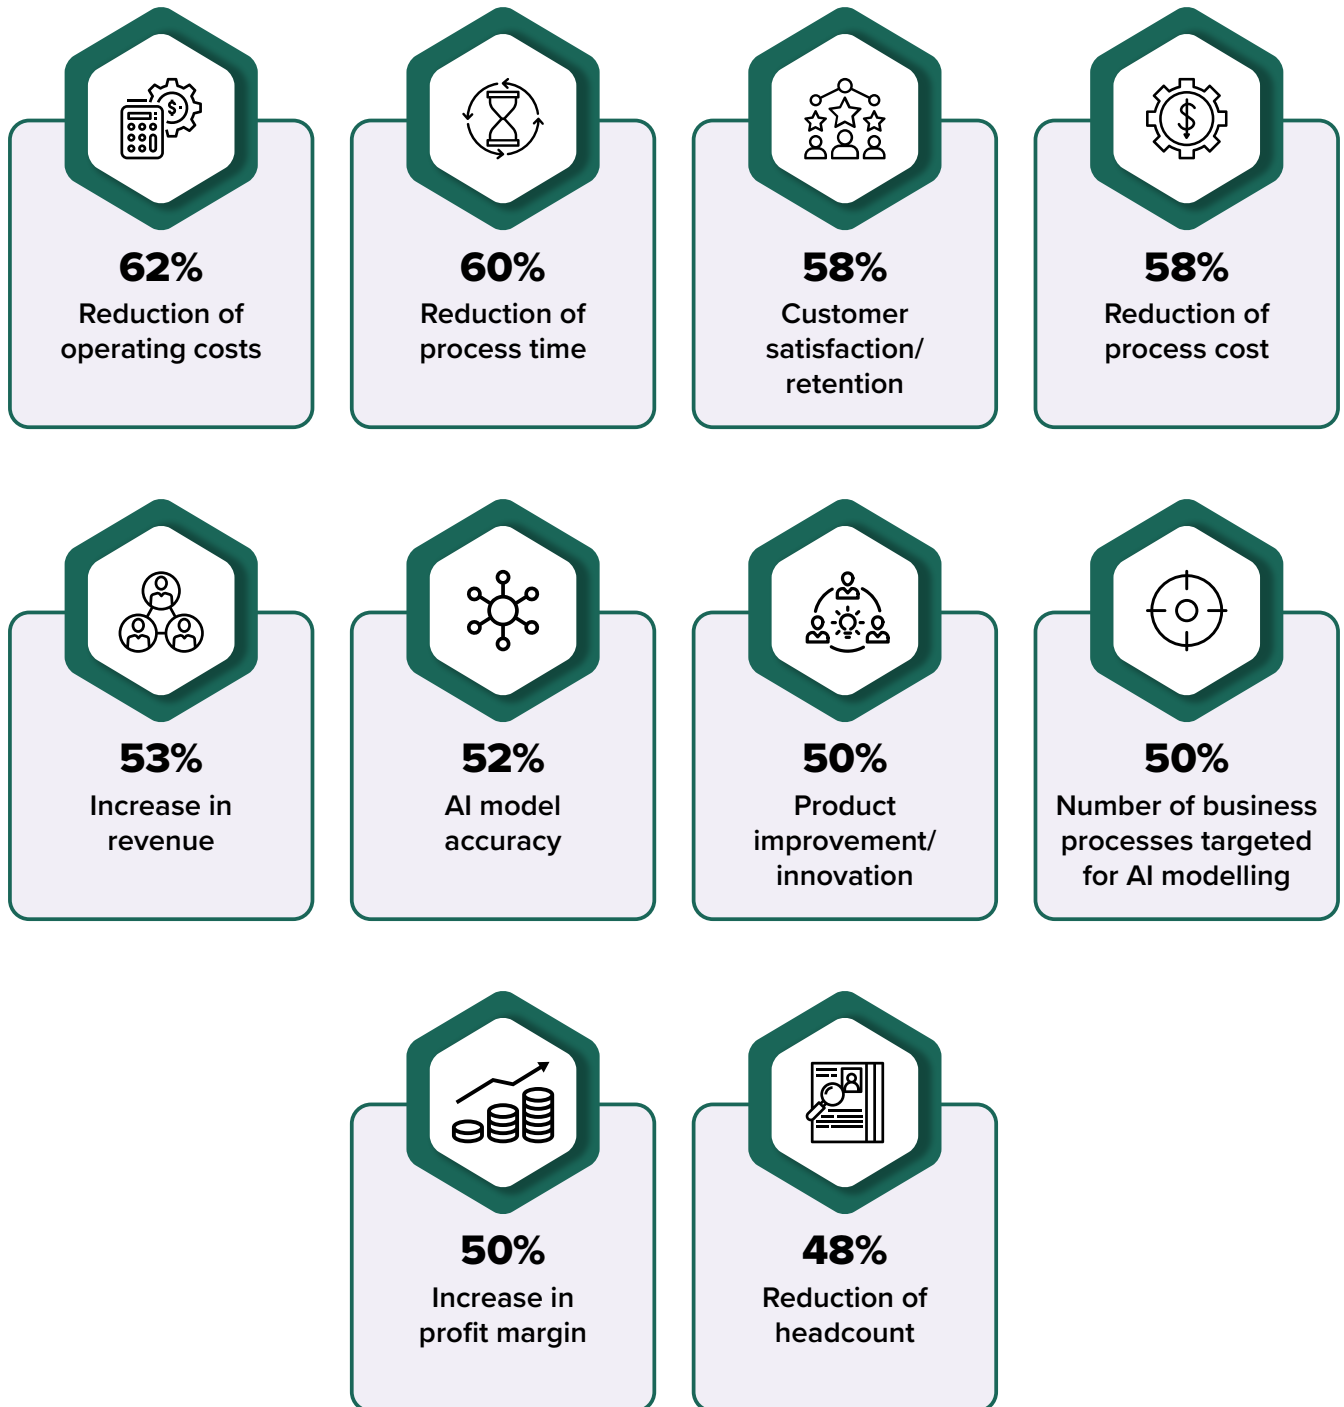 62%
Reduction of
operating costs
60%
Reduction of
process time
58%
Customer
satisfaction/
retention
58%
Reduction of
process cost
53%
Increase in
revenue
52%
AI model
accuracy
50%
Product
improvement/
innovation
50%
Number of business
processes targeted
for AI modelling
50%
Increase in
profit margin
48%
Reduction of
headcount